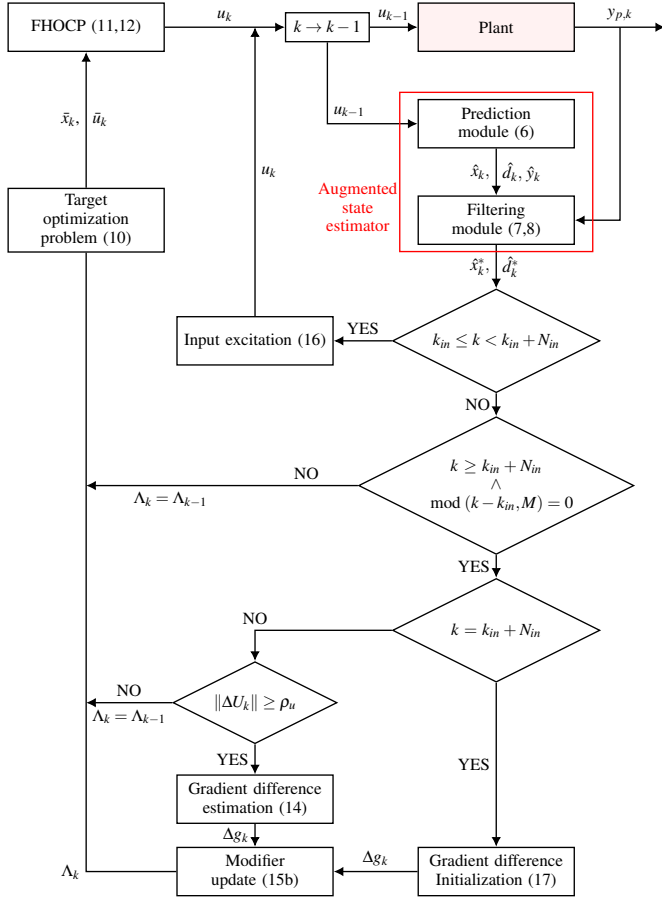 FHOCP (11,12)
u_k
k → k − 1
u_{k−1}
Plant
y_{p,k}
x̄_k, ū_k
u_{k−1}
Prediction
module (6)
u_k
x̂_k, d̂_k, ŷ_k
Augmented
state
estimator
Target
optimization
problem (10)
Filtering
module (7,8)
x̂*_k, d̂*_k
Input excitation (16)
YES
k_{in} ≤ k < k_{in} + N_{in}
NO
NO
Λ_k = Λ_{k−1}
k ≥ k_{in} + N_{in}
∧
mod (k − k_{in}, M) = 0
YES
NO
k = k_{in} + N_{in}
NO
Λ_k = Λ_{k−1}
‖ΔU_k‖ ≥ ρ_u
YES
YES
Gradient difference
estimation (14)
Δg_k
Λ_k
Modifier
update (15b)
Δg_k
Gradient difference
Initialization (17)